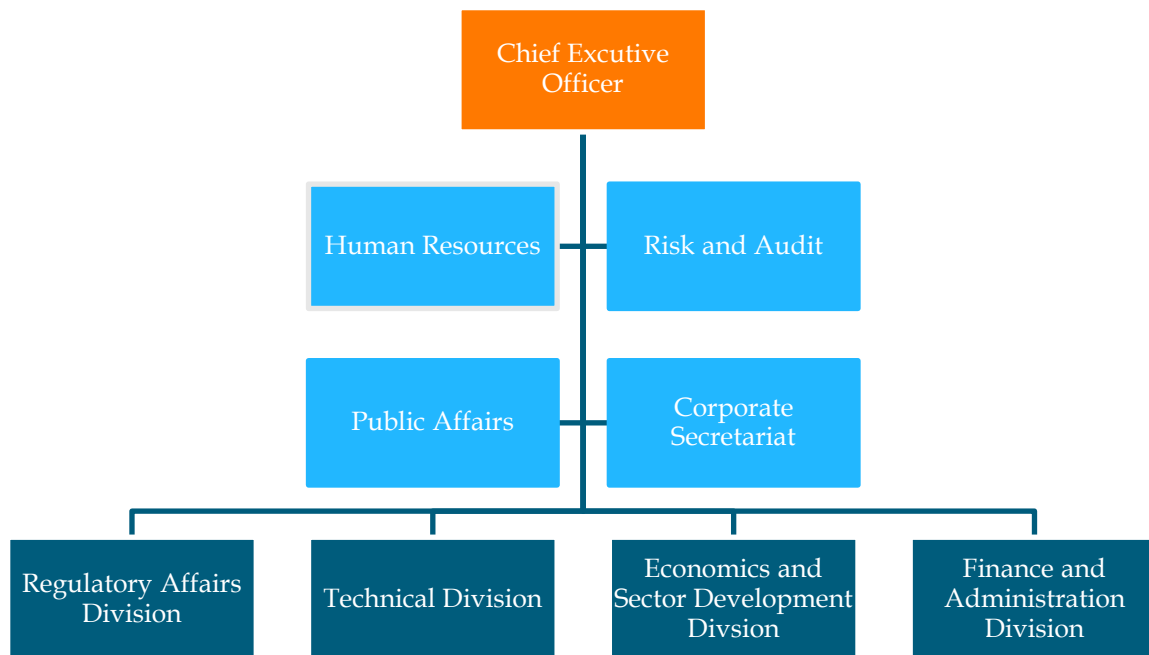 Chief Excutive
Officer
Human Resources
Risk and Audit
Public Affairs
Corporate
Secretariat
Regulatory Affairs
Division
Technical Division
Economics and
Sector Development
Divsion
Finance and
Administration
Division